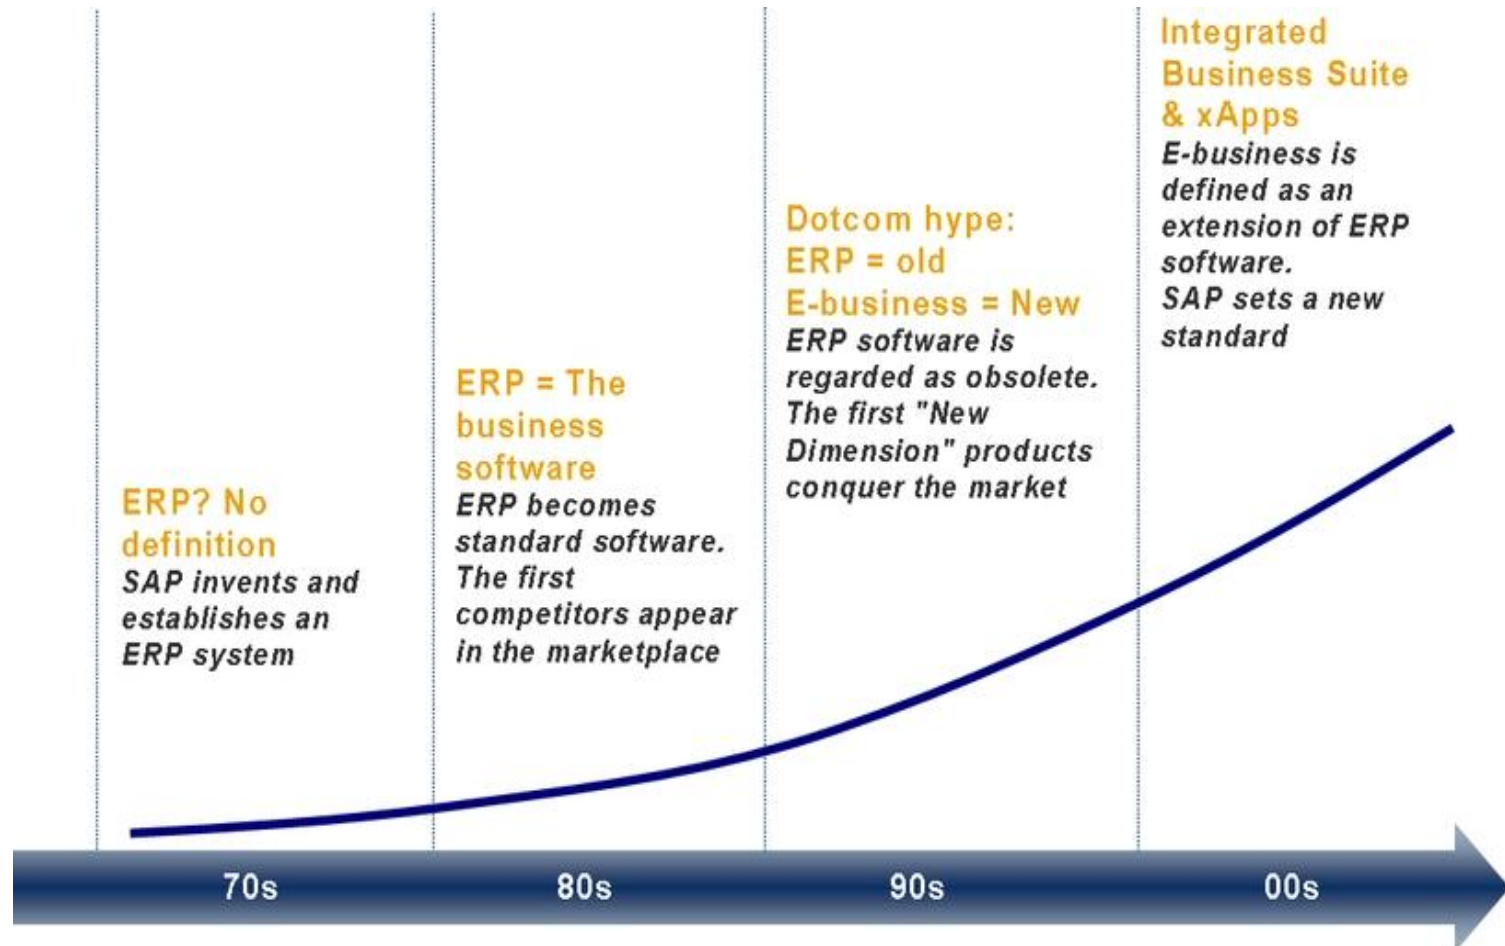 ERP? No
definition
SAP invents and
establishes an
ERP system
ERP = The
business
software
ERP becomes
standard software.
The first
competitors appear
in the marketplace
Dotcom hype:
ERP = old
E-business = New
ERP software is
regarded as obsolete.
The first "New
Dimension" products
conquer the market
Integrated
Business Suite
& xApps
E-business is
defined as an
extension of ERP
software.
SAP sets a new
standard
70s
80s
90s
00s